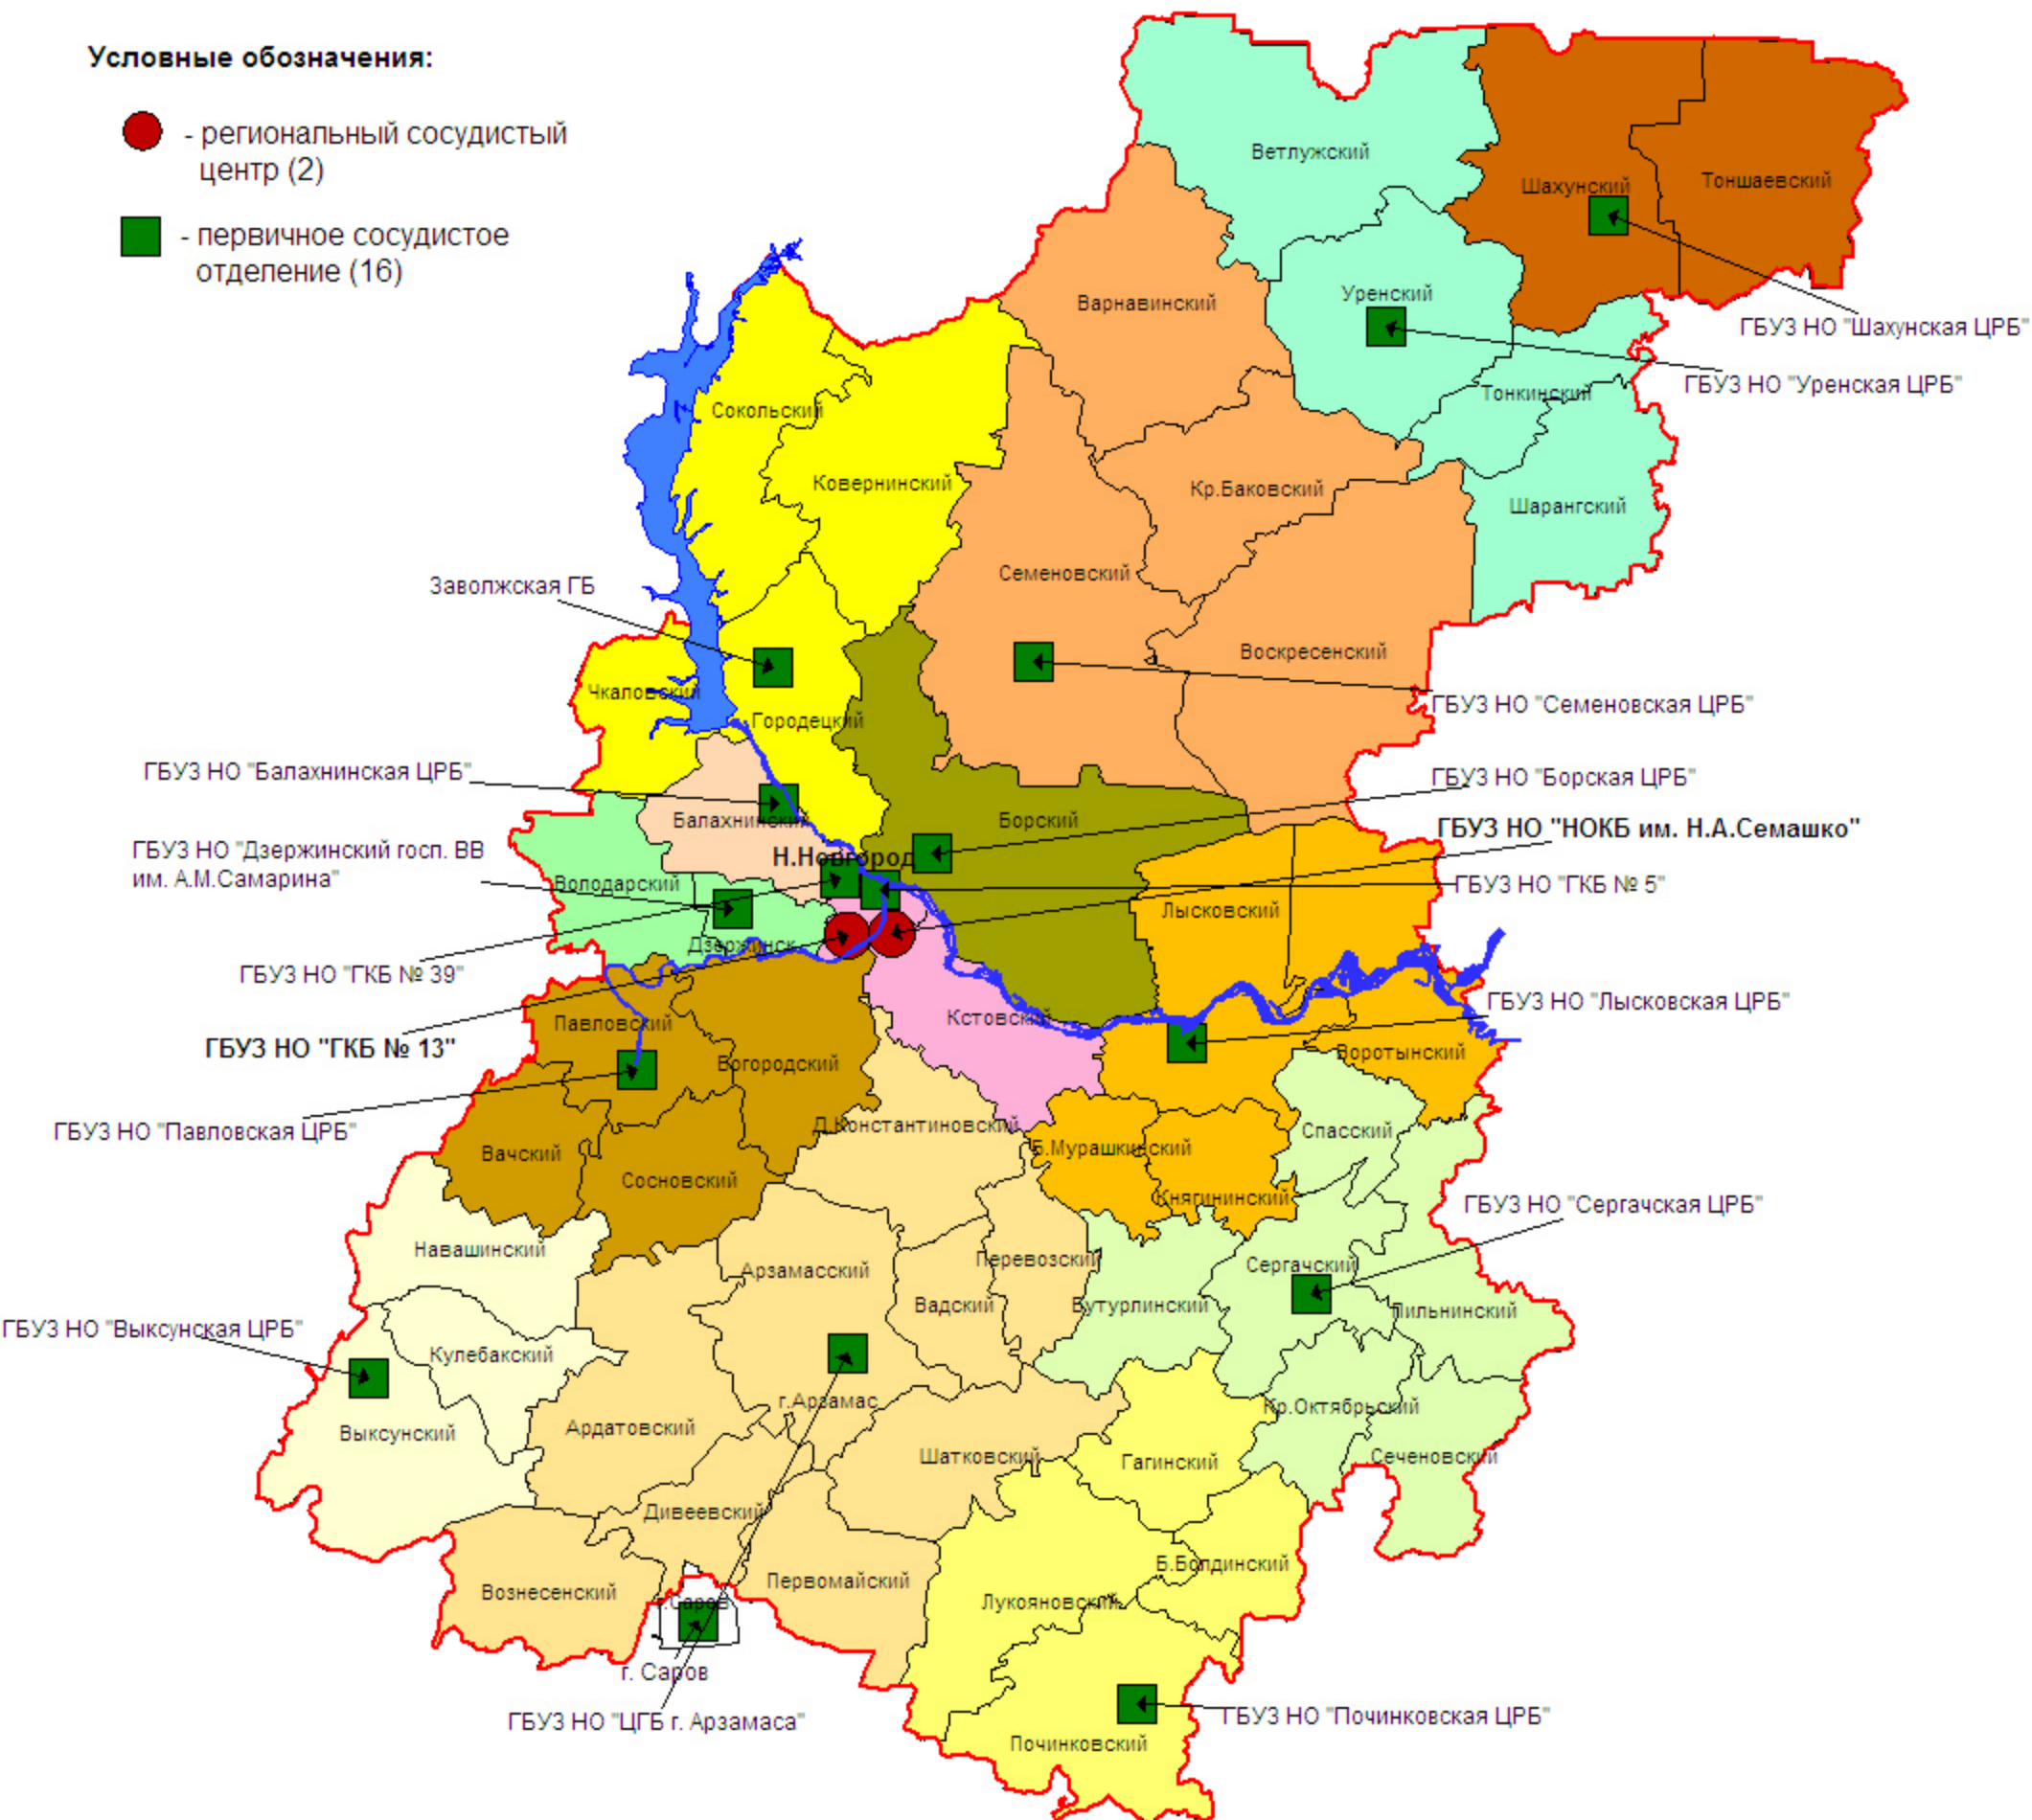 Условные обозначения:
- региональный сосудистый
центр (2)
- первичное сосудистое
отделение (16)
Ветлужский
Шахунский
Тоншаевский
Варнавинский
Уренский
ГБУЗ НО "Шахунская ЦРБ"
ГБУЗ НО "Уренская ЦРБ"
Тонкинский
Сокольский
Ковернинский
Кр.Баковский
Шарангский
Семеновский
Заволжская ГБ
Воскресенский
Чкаловский
Городецкий
ГБУЗ НО "Семеновская ЦРБ"
ГБУЗ НО "Балахнинская ЦРБ"
ГБУЗ НО "Борская ЦРБ"
Балахнинский
Борский
ГБУЗ НО "НОКБ им. Н.А.Семашко"
ГБУЗ НО "Дзержинский госп. ВВ
им. А.М.Самарина"
Н.Новгород
Володарский
ГБУЗ НО "ГКБ № 5"
Лысковский
Дзержинск
ГБУЗ НО "ГКБ № 39"
ГБУЗ НО "Лысковская ЦРБ"
Павловский
Кстовский
ГБУЗ НО "ГКБ № 13"
Богородский
Воротынский
ГБУЗ НО "Павловская ЦРБ"
Д.Константиновский
Спасский
Б.Мурашкинский
Вачский
Сосновский
Княгининский
ГБУЗ НО "Сергачская ЦРБ"
Навашинский
Перевозский
Сергачский
Арзамасский
Вадский
Бутурлинский
Пильнинский
ГБУЗ НО "Выксунская ЦРБ"
Кулебакский
г.Арзамас
Кр.Октябрьский
Выксунский
Ардатовский
Шатковский
Гагинский
Сеченовский
Дивеевский
Б.Болдинский
Вознесенский
Первомайский
Лукояновский
г.Саров
г. Саров
ГБУЗ НО "ЦГБ г. Арзамаса"
ГБУЗ НО "Починковская ЦРБ"
Починковский